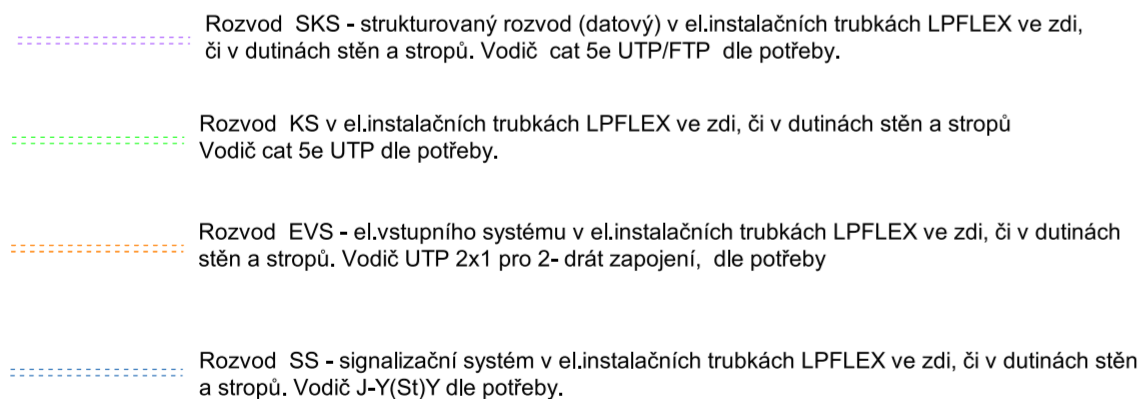 Rozvod SKS - strukturovaný rozvod (datový) v el.instalačních trubkách LPFLEX ve zdi,
či v dutinách stěn a stropů. Vodič cat 5e UTP/FTP dle potřeby.
Rozvod KS v el.instalačních trubkách LPFLEX ve zdi, či v dutinách stěn a stropů
Vodič cat 5e UTP dle potřeby.
Rozvod EVS - el.vstupního systému v el.instalačních trubkách LPFLEX ve zdi, či v dutinách
stěn a stropů. Vodič UTP 2x1 pro 2- drát zapojení, dle potřeby
Rozvod SS - signalizační systém v el.instalačních trubkách LPFLEX ve zdi, či v dutinách stěn
a stropů. Vodič J-Y(St)Y dle potřeby.